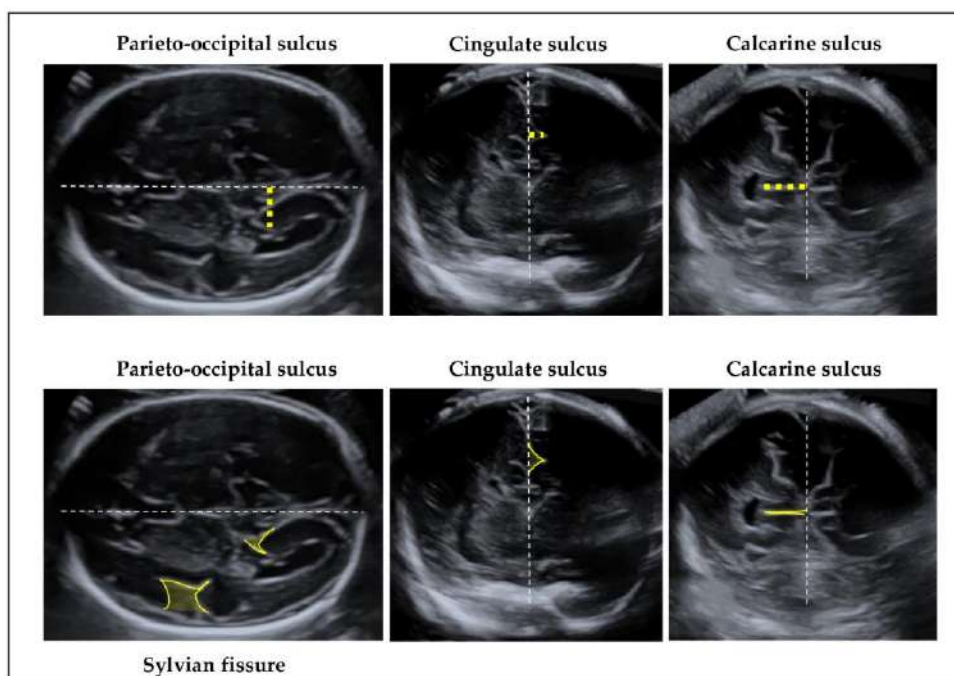 Parieto-occipital sulcus
Cingulate sulcus
Calcarine sulcus
Parieto-occipital sulcus
Cingulate sulcus
Calcarine sulcus
Sylvian fissure